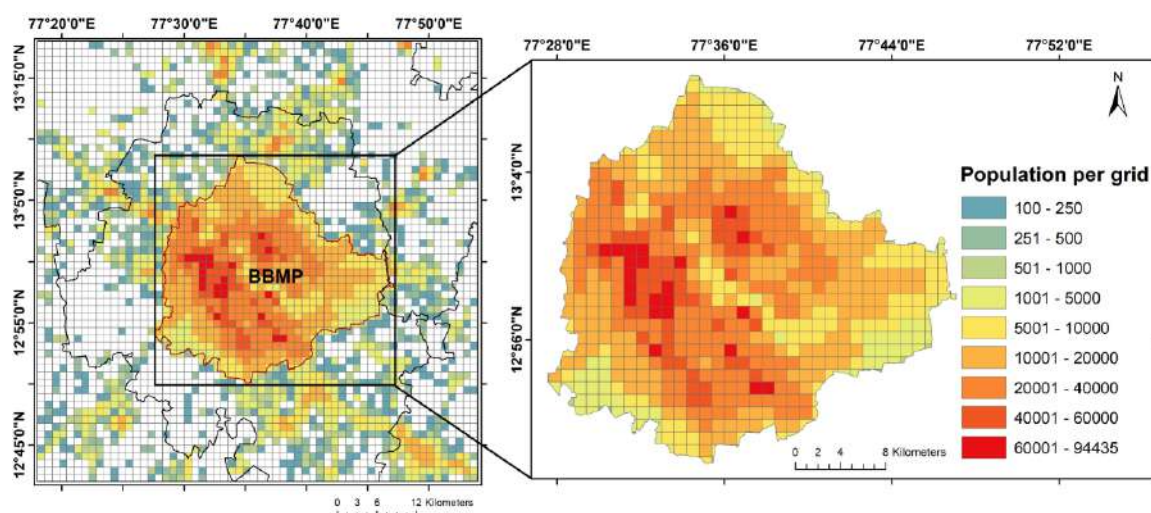 77°20'0"E 77°30'0"E 77°40'0"E 77°50'0"E
13°15'0"N
13°5'0"N
12°55'0"N
12°45'0"N
BBMP
0 3 6 12 Kilometers
77°28'0"E 77°36'0"E 77°44'0"E 77°52'0"E
13°4'0"N
12°56'0"N
N
Population per grid
100 - 250
251 - 500
501 - 1000
1001 - 5000
5001 - 10000
10001 - 20000
20001 - 40000
40001 - 60000
60001 - 94435
0 2 4 8 Kilometers